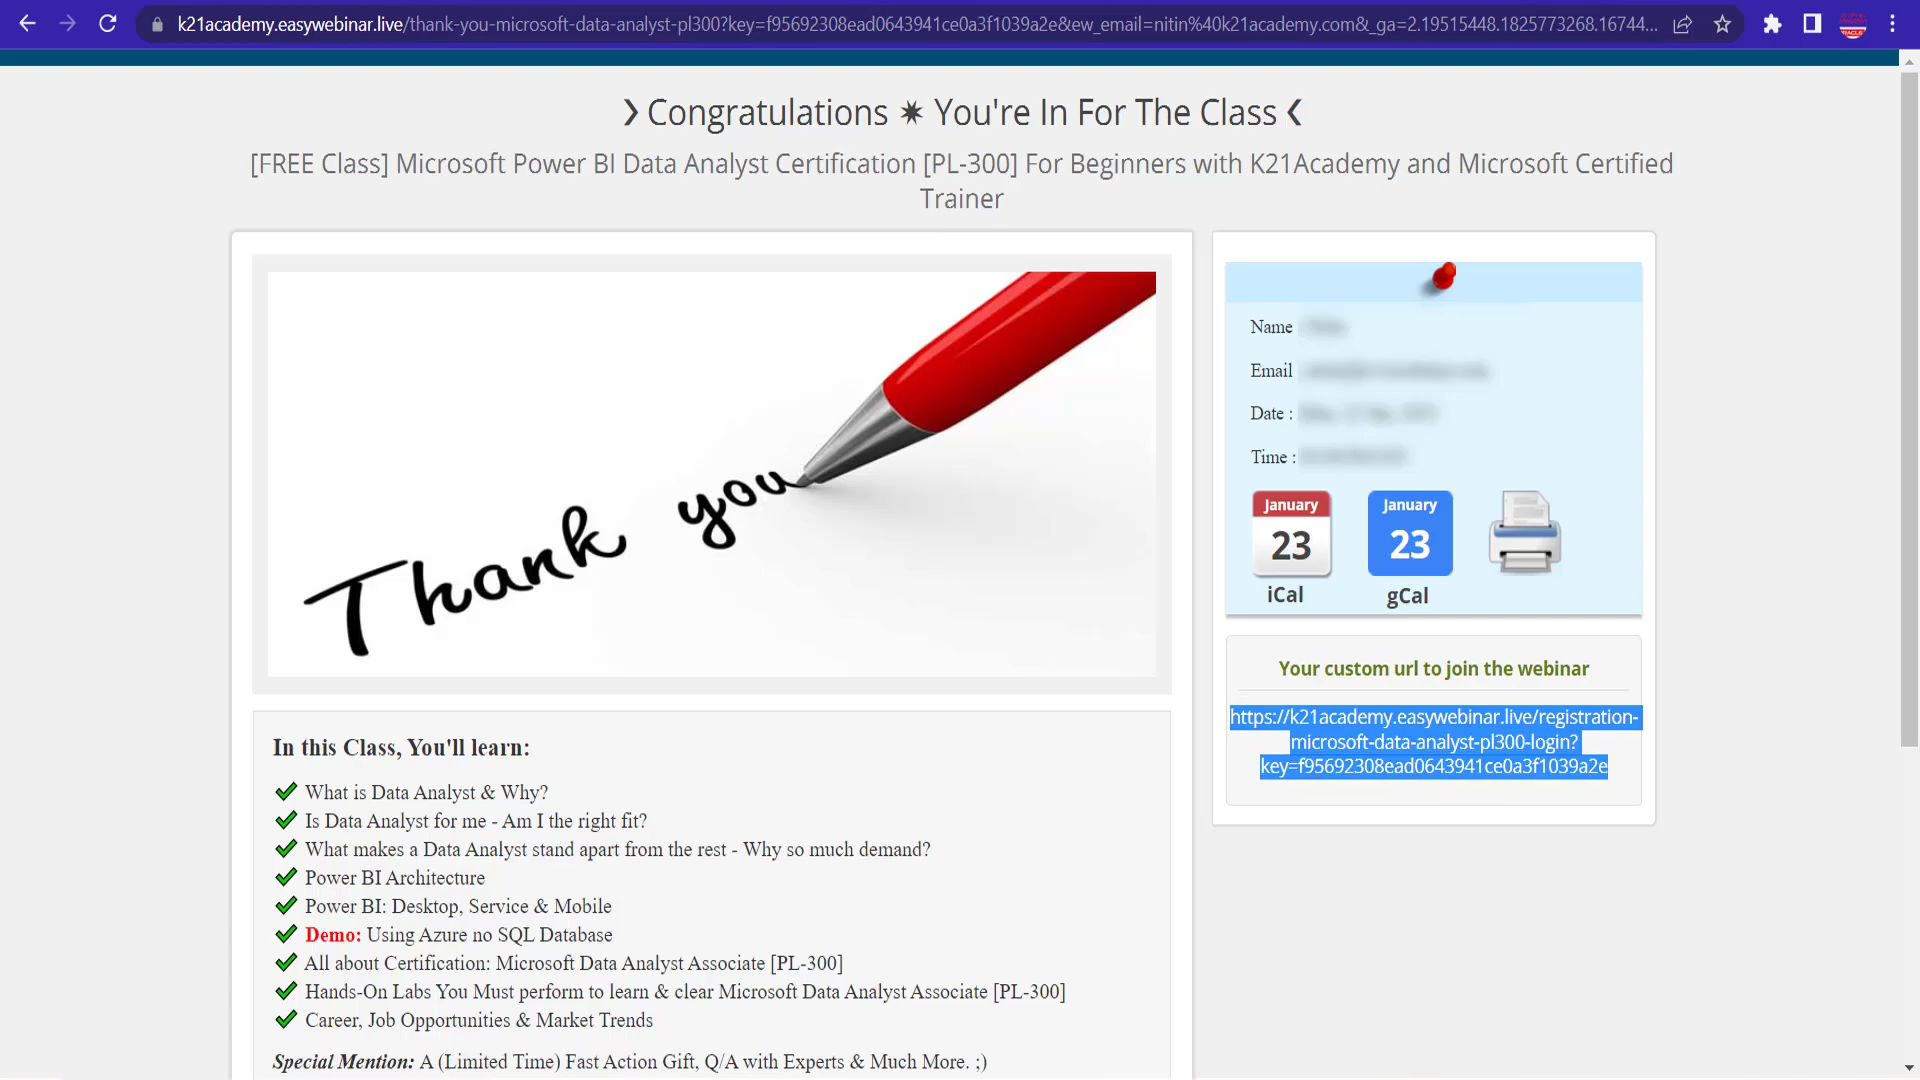 k21academy.easywebinar.live/thank-you-microsoft-data-analyst-pl300?key=f95692308ead0643941ce0a3f1039a2e&ew_email=nitin%40k21academy.com&_ga=2.19515448.1825773268.16744...
❯ Congratulations ✷ You're In For The Class ❮
[FREE Class] Microsoft Power BI Data Analyst Certification [PL-300] For Beginners with K21Academy and Microsoft Certified
Trainer
Thank you
Name
Email
Date :
Time :
January
23
iCal
January
23
gCal
Your custom url to join the webinar
https://k21academy.easywebinar.live/registration-
microsoft-data-analyst-pl300-login?
key=f95692308ead0643941ce0a3f1039a2e
In this Class, You'll learn:
What is Data Analyst & Why?
Is Data Analyst for me - Am I the right fit?
What makes a Data Analyst stand apart from the rest - Why so much demand?
Power BI Architecture
Power BI: Desktop, Service & Mobile
Demo: Using Azure no SQL Database
All about Certification: Microsoft Data Analyst Associate [PL-300]
Hands-On Labs You Must perform to learn & clear Microsoft Data Analyst Associate [PL-300]
Career, Job Opportunities & Market Trends
Special Mention: A (Limited Time) Fast Action Gift, Q/A with Experts & Much More. ;)